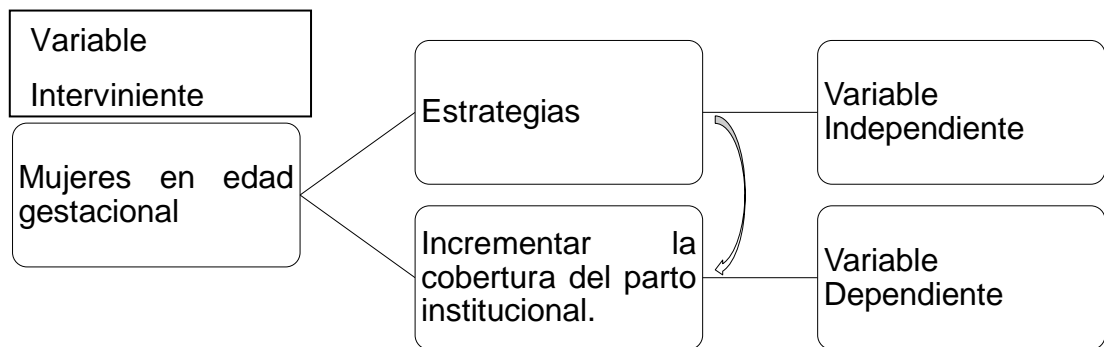 Variable
Interviniente
Mujeres en edad
gestacional
Estrategias
Incrementar la
cobertura del parto
institucional.
Variable
Independiente
Variable
Dependiente